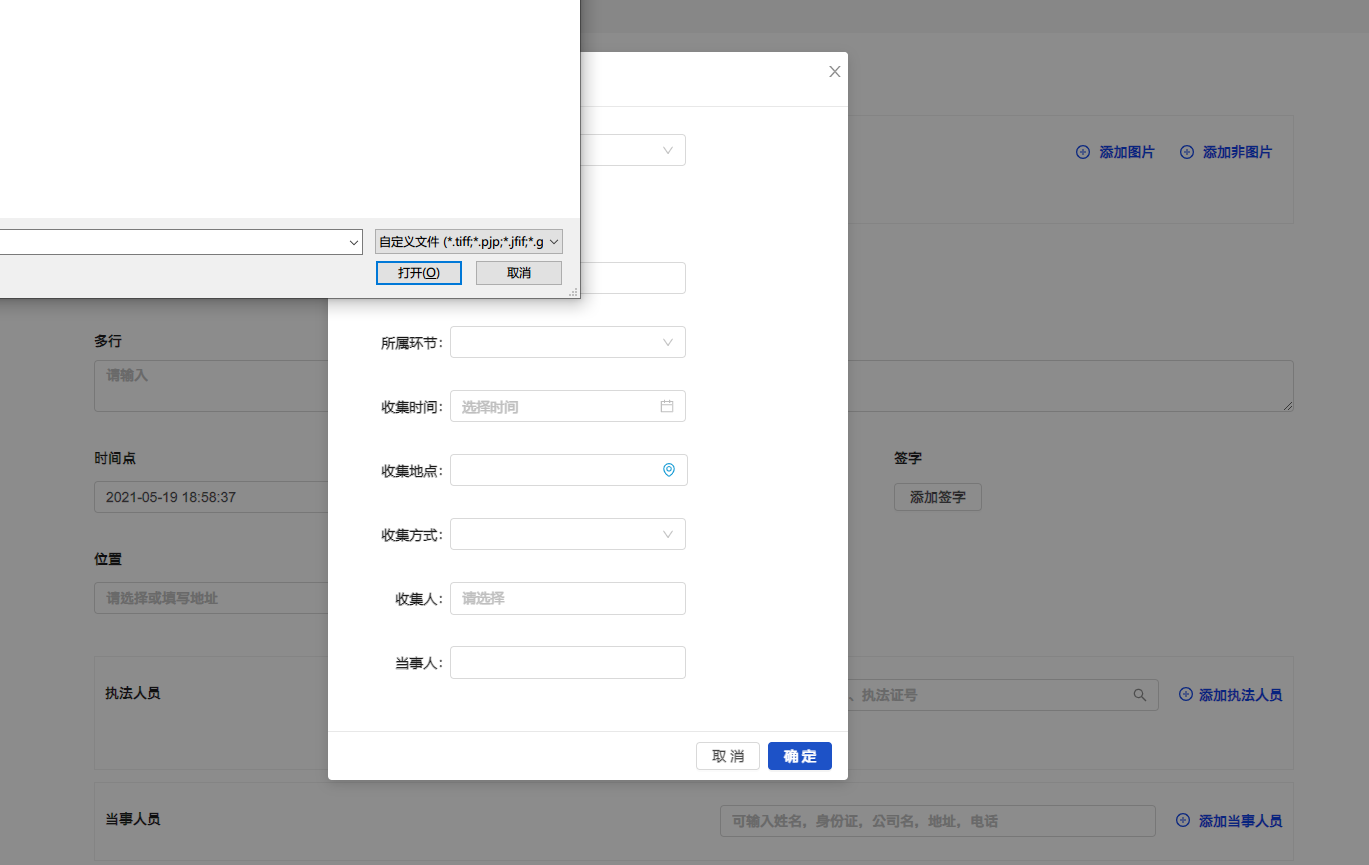 添加图片 添加非图片
自定义文件 (*.tiff;*.pjp;*.jfif;*.g
打开(O) 取消
多行
请输入
所属环节：
收集时间： 选择时间
收集地点：
时间点
签字
2021-05-19 18:58:37
添加签字
收集方式：
位置
请选择或填写地址
收集人： 请选择
当事人：
执法人员
、执法证号
添加执法人员
取 消 确 定
当事人员
可输入姓名，身份证，公司名，地址，电话
添加当事人员